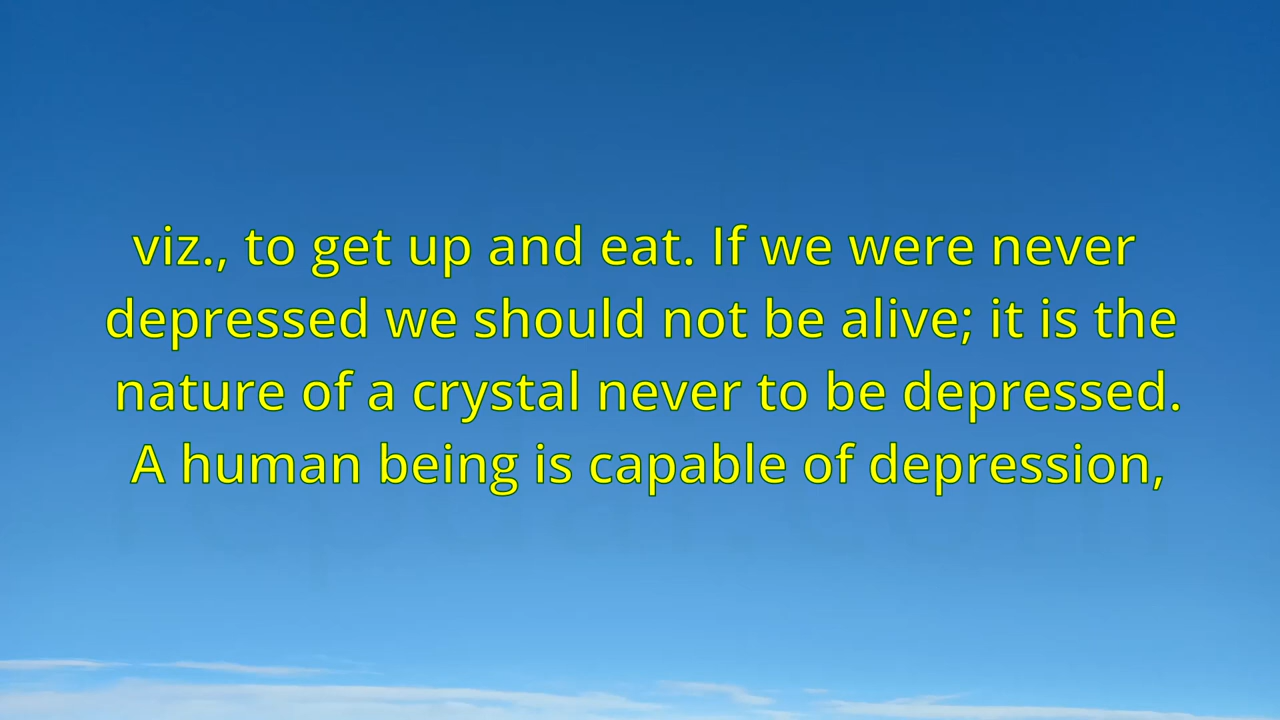 viz., to get up and eat. If we were never
depressed we should not be alive; it is the
nature of a crystal never to be depressed.
A human being is capable of depression,